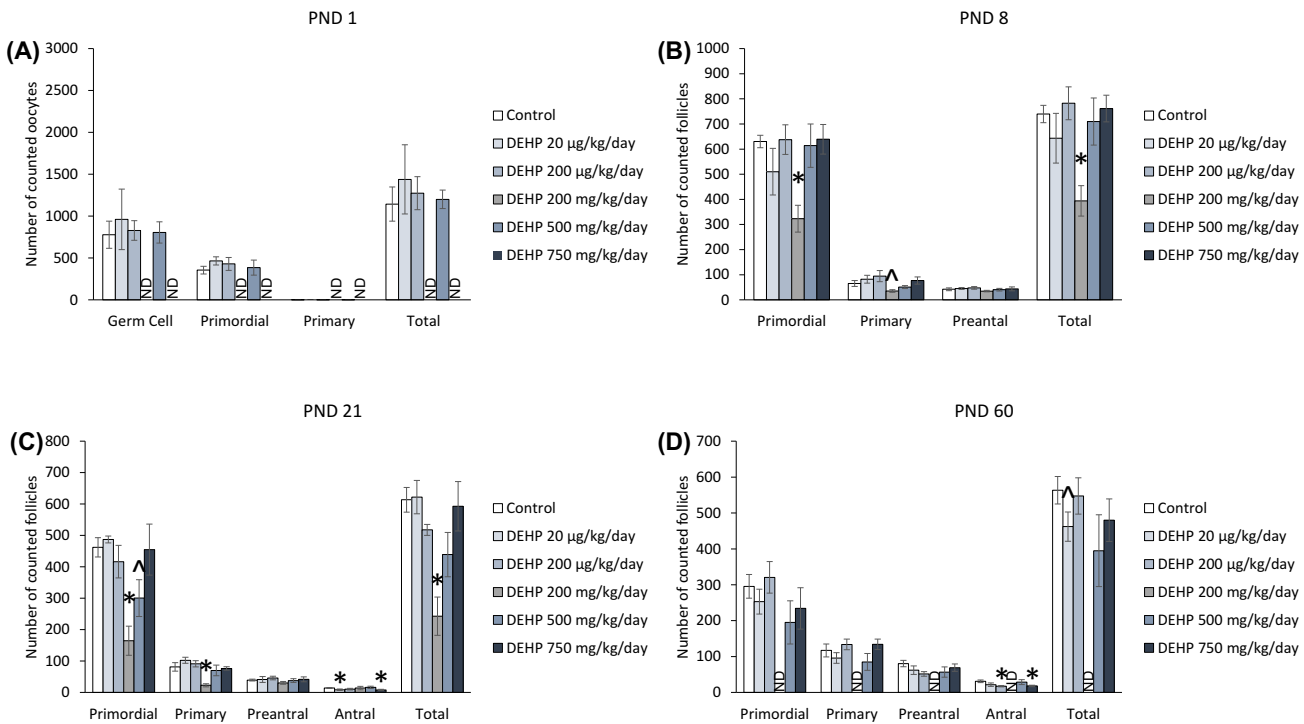 PND 1
(A)
Number of counted oocytes
3000
2500
2000
1500
1000
500
0
ND
ND
ND
ND
ND
ND
ND
ND
Germ Cell Primordial Primary Total
Control
DEHP 20 µg/kg/day
DEHP 200 µg/kg/day
DEHP 200 mg/kg/day
DEHP 500 mg/kg/day
DEHP 750 mg/kg/day
PND 8
(B)
Number of counted follicles
1000
900
800
700
600
500
400
300
200
100
0
*
^
*
Primordial Primary Preantal Total
Control
DEHP 20 µg/kg/day
DEHP 200 µg/kg/day
DEHP 200 mg/kg/day
DEHP 500 mg/kg/day
DEHP 750 mg/kg/day
PND 21
(C)
Number of counted follicles
800
700
600
500
400
300
200
100
0
*
^
*
*
*
*
Primordial Primary Preantral Antral Total
Control
DEHP 20 µg/kg/day
DEHP 200 µg/kg/day
DEHP 200 mg/kg/day
DEHP 500 mg/kg/day
DEHP 750 mg/kg/day
PND 60
(D)
Number of counted follicles
700
600
500
400
300
200
100
0
ND
ND
ND
*
ND
*
^
ND
Primordial Primary Preantral Antral Total
Control
DEHP 20 µg/kg/day
DEHP 200 µg/kg/day
DEHP 200 mg/kg/day
DEHP 500 mg/kg/day
DEHP 750 mg/kg/day